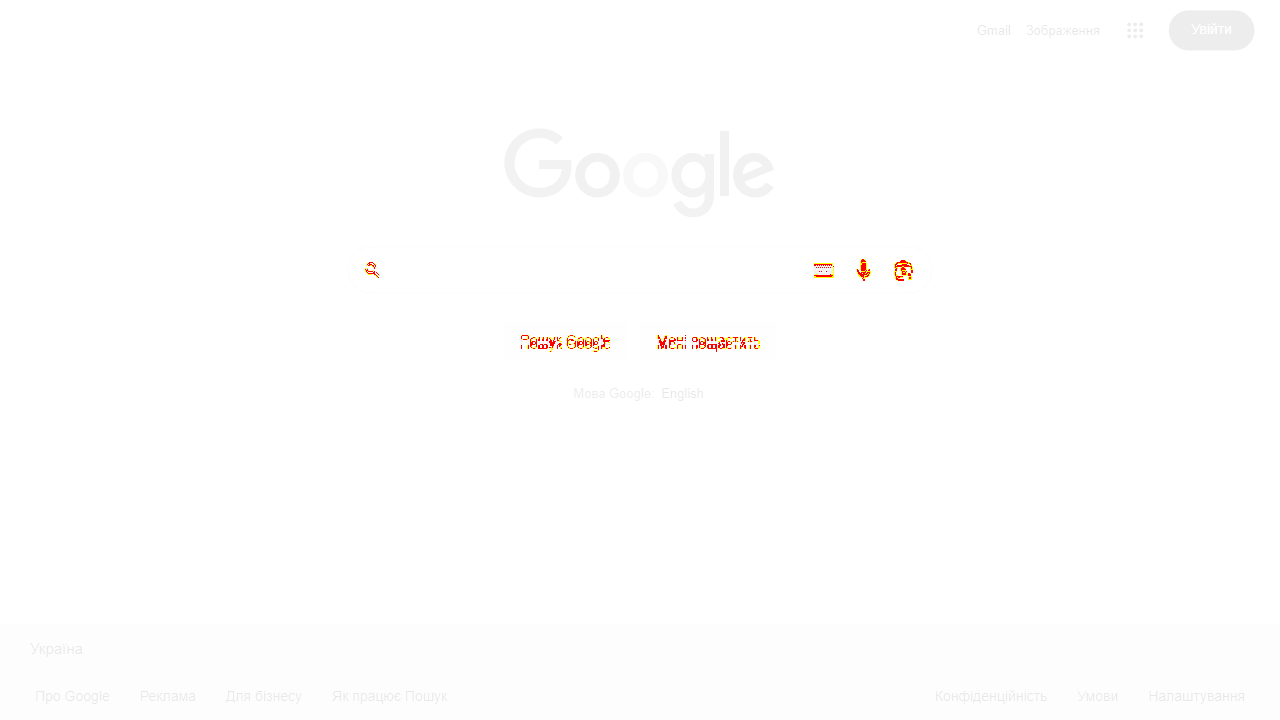 Gmail Зображення Увійти
Google
Пошук Google Мені пощастить
Мова Google: English
Україна
Про Google Реклама Для бізнесу Як працює Пошук Конфіденційність Умови Налаштування